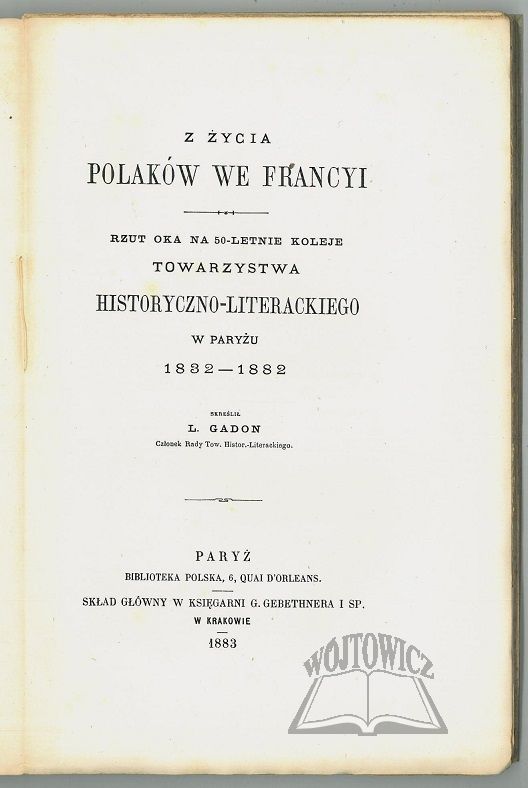 Z ŻYCIA
POLAKÓW WE FRANCYI
RZUT OKA NA 50-LETNIE KOLEJE
TOWARZYSTWA
HISTORYCZNO-LITERACKIEGO
W PARYŻU
1832—1882
SKREŚLIŁ
L. GADON
Członek Rady Tow. Histor.-Literackiego.
PARYŻ
BIBLIOTEKA POLSKA, 6, QUAI D'ORLEANS.
SKŁAD GŁÓWNY W KSIĘGARNI G. GEBETHNERA I SP.
W KRAKOWIE
1883
WÓJTOWICZ